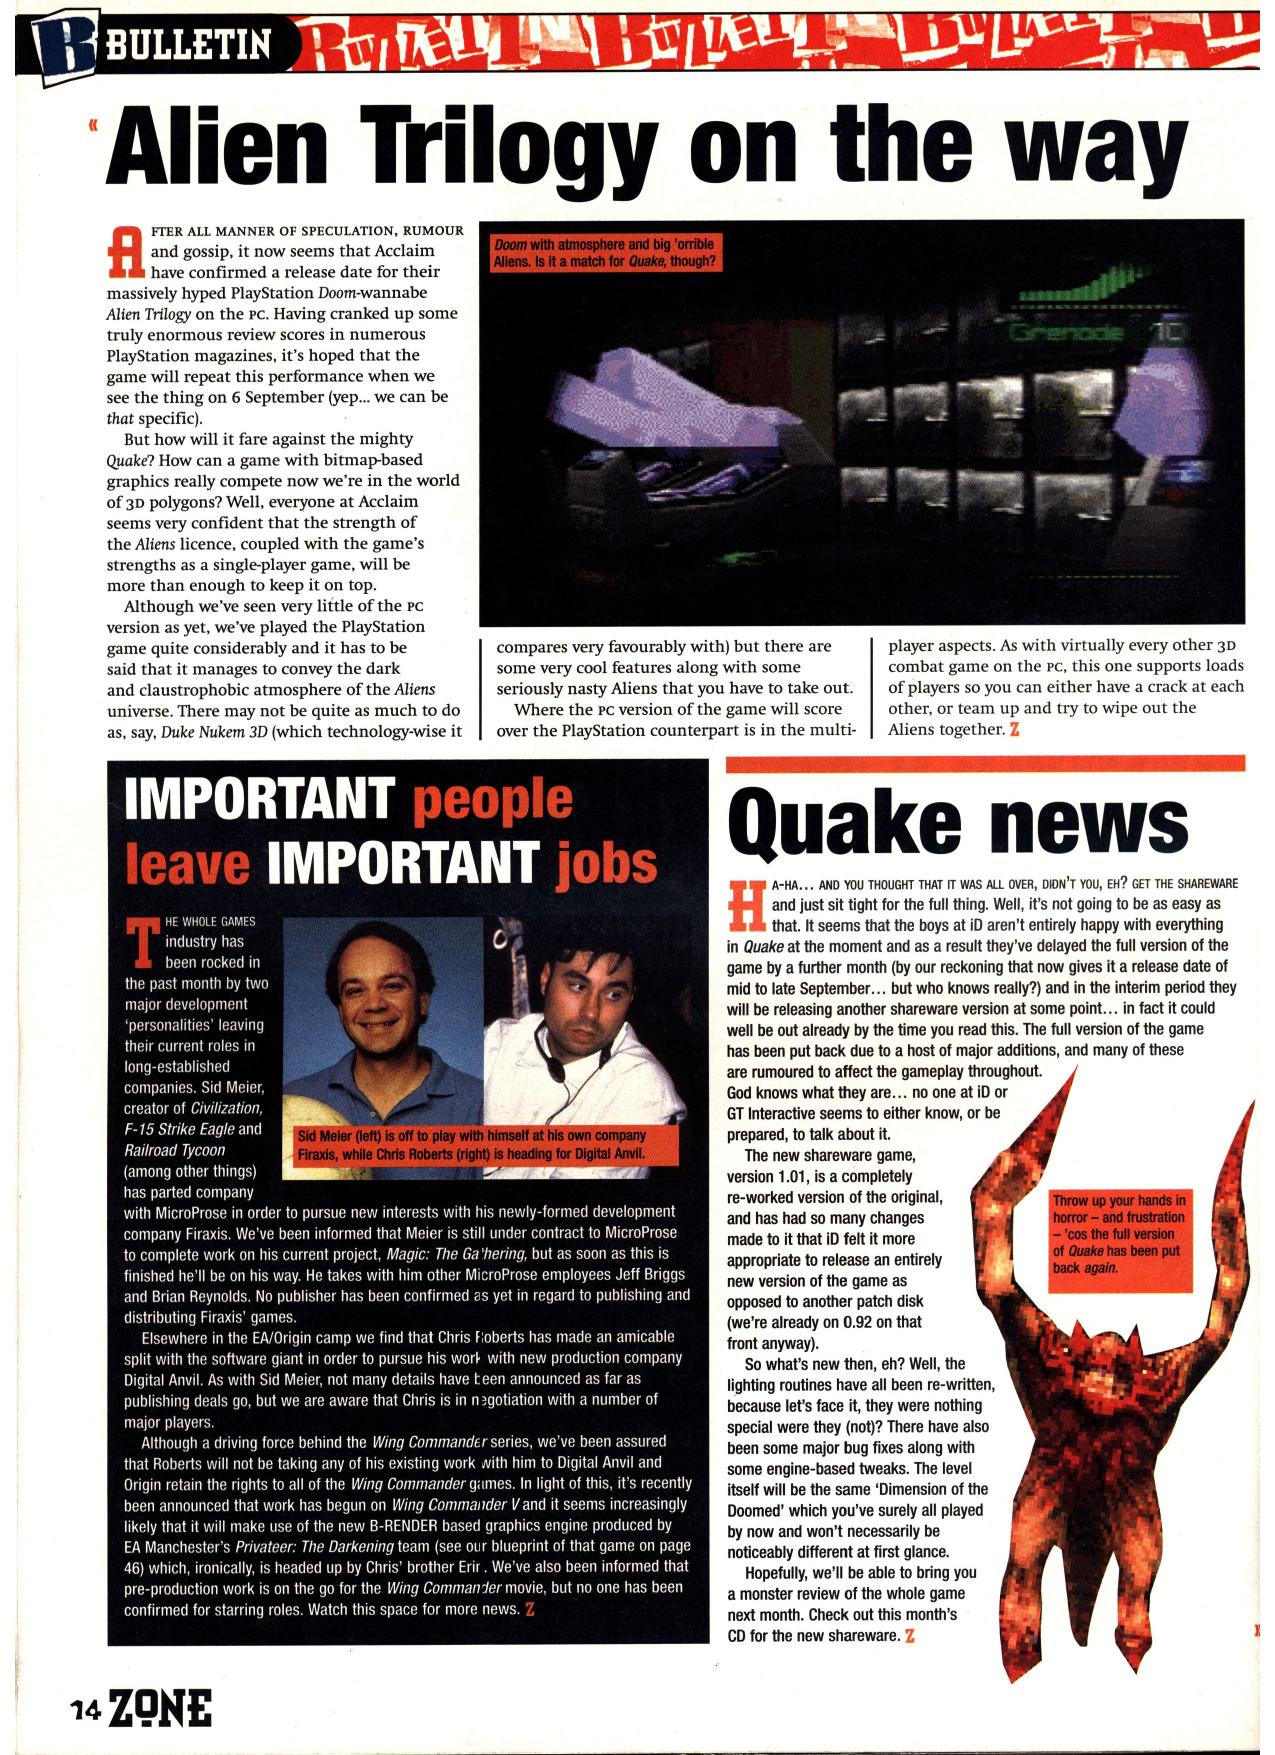 BULLETIN
Alien Trilogy on the way
AFTER ALL MANNER OF SPECULATION, RUMOUR
and gossip, it now seems that Acclaim
have confirmed a release date for their
massively hyped PlayStation Doom-wannabe
Alien Trilogy on the PC. Having cranked up some
truly enormous review scores in numerous
PlayStation magazines, it's hoped that the
game will repeat this performance when we
see the thing on 6 September (yep... we can be
that specific).
But how will it fare against the mighty
Quake? How can a game with bitmap-based
graphics really compete now we're in the world
of 3D polygons? Well, everyone at Acclaim
seems very confident that the strength of
the Aliens licence, coupled with the game's
strengths as a single-player game, will be
more than enough to keep it on top.
Although we've seen very little of the PC
version as yet, we've played the PlayStation
game quite considerably and it has to be
said that it manages to convey the dark
and claustrophobic atmosphere of the Aliens
universe. There may not be quite as much to do
as, say, Duke Nukem 3D (which technology-wise it
Doom with atmosphere and big 'orrible
Aliens. Is it a match for Quake, though?
Grenade 10
compares very favourably with) but there are
some very cool features along with some
seriously nasty Aliens that you have to take out.
Where the PC version of the game will score
over the PlayStation counterpart is in the multi-
player aspects. As with virtually every other 3D
combat game on the PC, this one supports loads
of players so you can either have a crack at each
other, or team up and try to wipe out the
Aliens together. Z
IMPORTANT people
leave IMPORTANT jobs
THE WHOLE GAMES
industry has
been rocked in
the past month by two
major development
'personalities' leaving
their current roles in
long-established
companies. Sid Meier,
creator of Civilization,
F-15 Strike Eagle and
Railroad Tycoon
(among other things)
has parted company
with MicroProse in order to pursue new interests with his newly-formed development
company Firaxis. We've been informed that Meier is still under contract to MicroProse
to complete work on his current project, Magic: The Gathering, but as soon as this is
finished he'll be on his way. He takes with him other MicroProse employees Jeff Briggs
and Brian Reynolds. No publisher has been confirmed as yet in regard to publishing and
distributing Firaxis' games.
Elsewhere in the EA/Origin camp we find that Chris Roberts has made an amicable
split with the software giant in order to pursue his work with new production company
Digital Anvil. As with Sid Meier, not many details have been announced as far as
publishing deals go, but we are aware that Chris is in negotiation with a number of
major players.
Although a driving force behind the Wing Commander series, we've been assured
that Roberts will not be taking any of his existing work with him to Digital Anvil and
Origin retain the rights to all of the Wing Commander games. In light of this, it's recently
been announced that work has begun on Wing Commander V and it seems increasingly
likely that it will make use of the new B-RENDER based graphics engine produced by
EA Manchester's Privateer: The Darkening team (see our blueprint of that game on page
46) which, ironically, is headed up by Chris' brother Erin. We've also been informed that
pre-production work is on the go for the Wing Commander movie, but no one has been
confirmed for starring roles. Watch this space for more news. Z
Sid Meier (left) is off to play with himself at his own company
Firaxis, while Chris Roberts (right) is heading for Digital Anvil.
Quake news
HA-HA... AND YOU THOUGHT THAT IT WAS ALL OVER, DIDN'T YOU, EH? GET THE SHAREWARE
and just sit tight for the full thing. Well, it's not going to be as easy as
that. It seems that the boys at iD aren't entirely happy with everything
in Quake at the moment and as a result they've delayed the full version of the
game by a further month (by our reckoning that now gives it a release date of
mid to late September... but who knows really?) and in the interim period they
will be releasing another shareware version at some point... in fact it could
well be out already by the time you read this. The full version of the game
has been put back due to a host of major additions, and many of these
are rumoured to affect the gameplay throughout.
God knows what they are... no one at iD or
GT Interactive seems to either know, or be
prepared, to talk about it.
The new shareware game,
version 1.01, is a completely
re-worked version of the original,
and has had so many changes
made to it that iD felt it more
appropriate to release an entirely
new version of the game as
opposed to another patch disk
(we're already on 0.92 on that
front anyway).
So what's new then, eh? Well, the
lighting routines have all been re-written,
because let's face it, they were nothing
special were they (not)? There have also
been some major bug fixes along with
some engine-based tweaks. The level
itself will be the same 'Dimension of the
Doomed' which you've surely all played
by now and won't necessarily be
noticeably different at first glance.
Hopefully, we'll be able to bring you
a monster review of the whole game
next month. Check out this month's
CD for the new shareware. Z
Throw up your hands in
horror – and frustration
– 'cos the full version
of Quake has been put
back again.
14 ZONE